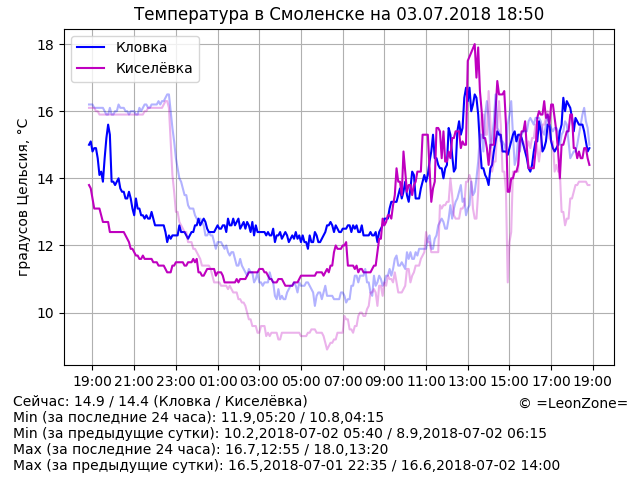 Температура в Смоленске на 03.07.2018 18:50
Кловка
Киселёвка
градусов Цельсия, °C
18
16
14
12
10
19:00 21:00 23:00 01:00 03:00 05:00 07:00 09:00 11:00 13:00 15:00 17:00 19:00
Сейчас: 14.9 / 14.4 (Кловка / Киселёвка)
© =LeonZone=
Min (за последние 24 часа): 11.9,05:20 / 10.8,04:15
Min (за предыдущие сутки): 10.2,2018-07-02 05:40 / 8.9,2018-07-02 06:15
Max (за последние 24 часа): 16.7,12:55 / 18.0,13:20
Max (за предыдущие сутки): 16.5,2018-07-01 22:35 / 16.6,2018-07-02 14:00